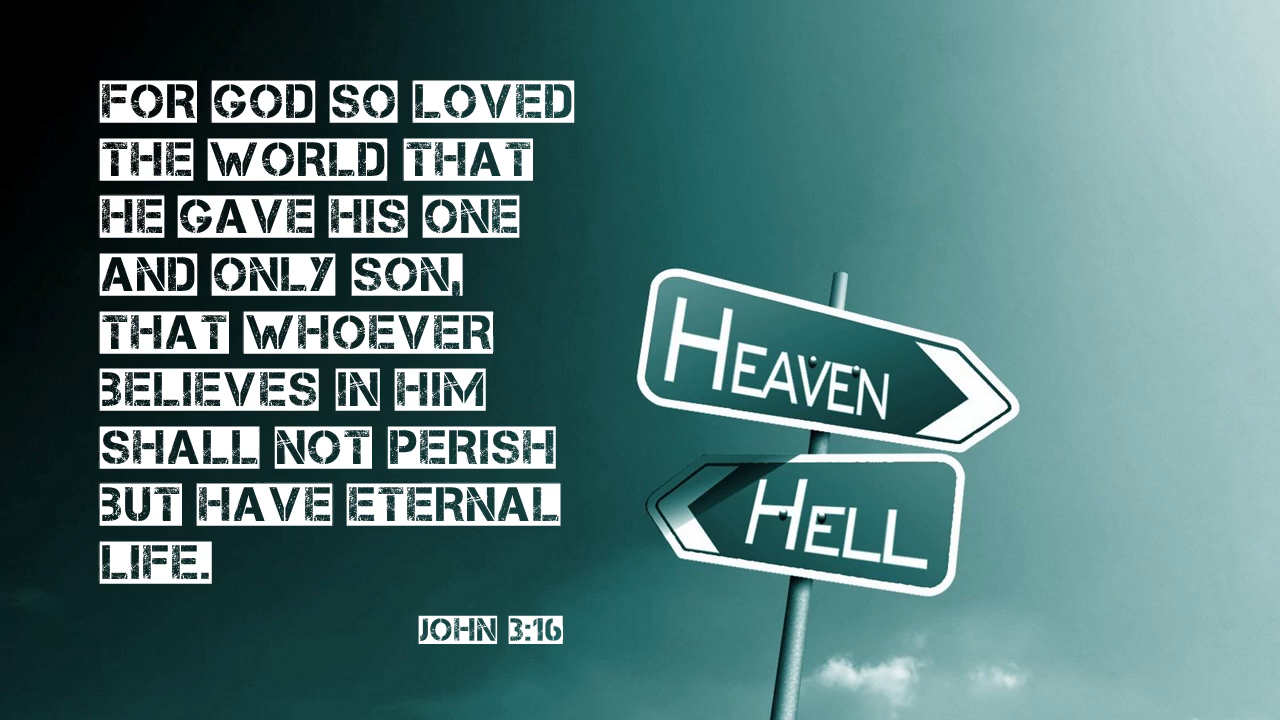 FOR GOD SO LOVED
THE WORLD THAT
HE GAVE HIS ONE
AND ONLY SON,
THAT WHOEVER
BELIEVES IN HIM
SHALL NOT PERISH
BUT HAVE ETERNAL
LIFE.
JOHN 3:16
HEAVEN
HELL